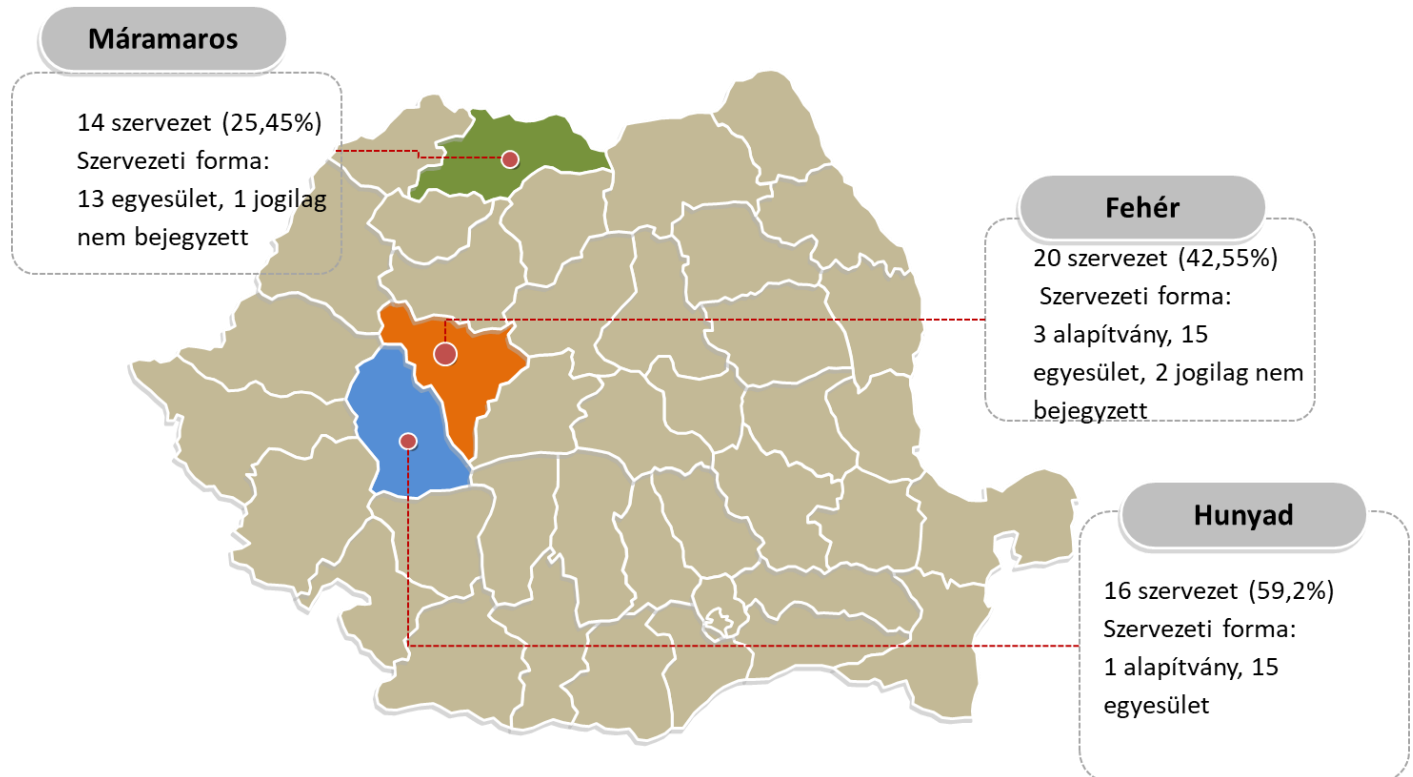 Máramaros
14 szervezet (25,45%)
Szervezeti forma:
13 egyesület, 1 jogilag
nem bejegyzett
Fehér
20 szervezet (42,55%)
Szervezeti forma:
3 alapítvány, 15
egyesület, 2 jogilag nem
bejegyzett
Hunyad
16 szervezet (59,2%)
Szervezeti forma:
1 alapítvány, 15
egyesület